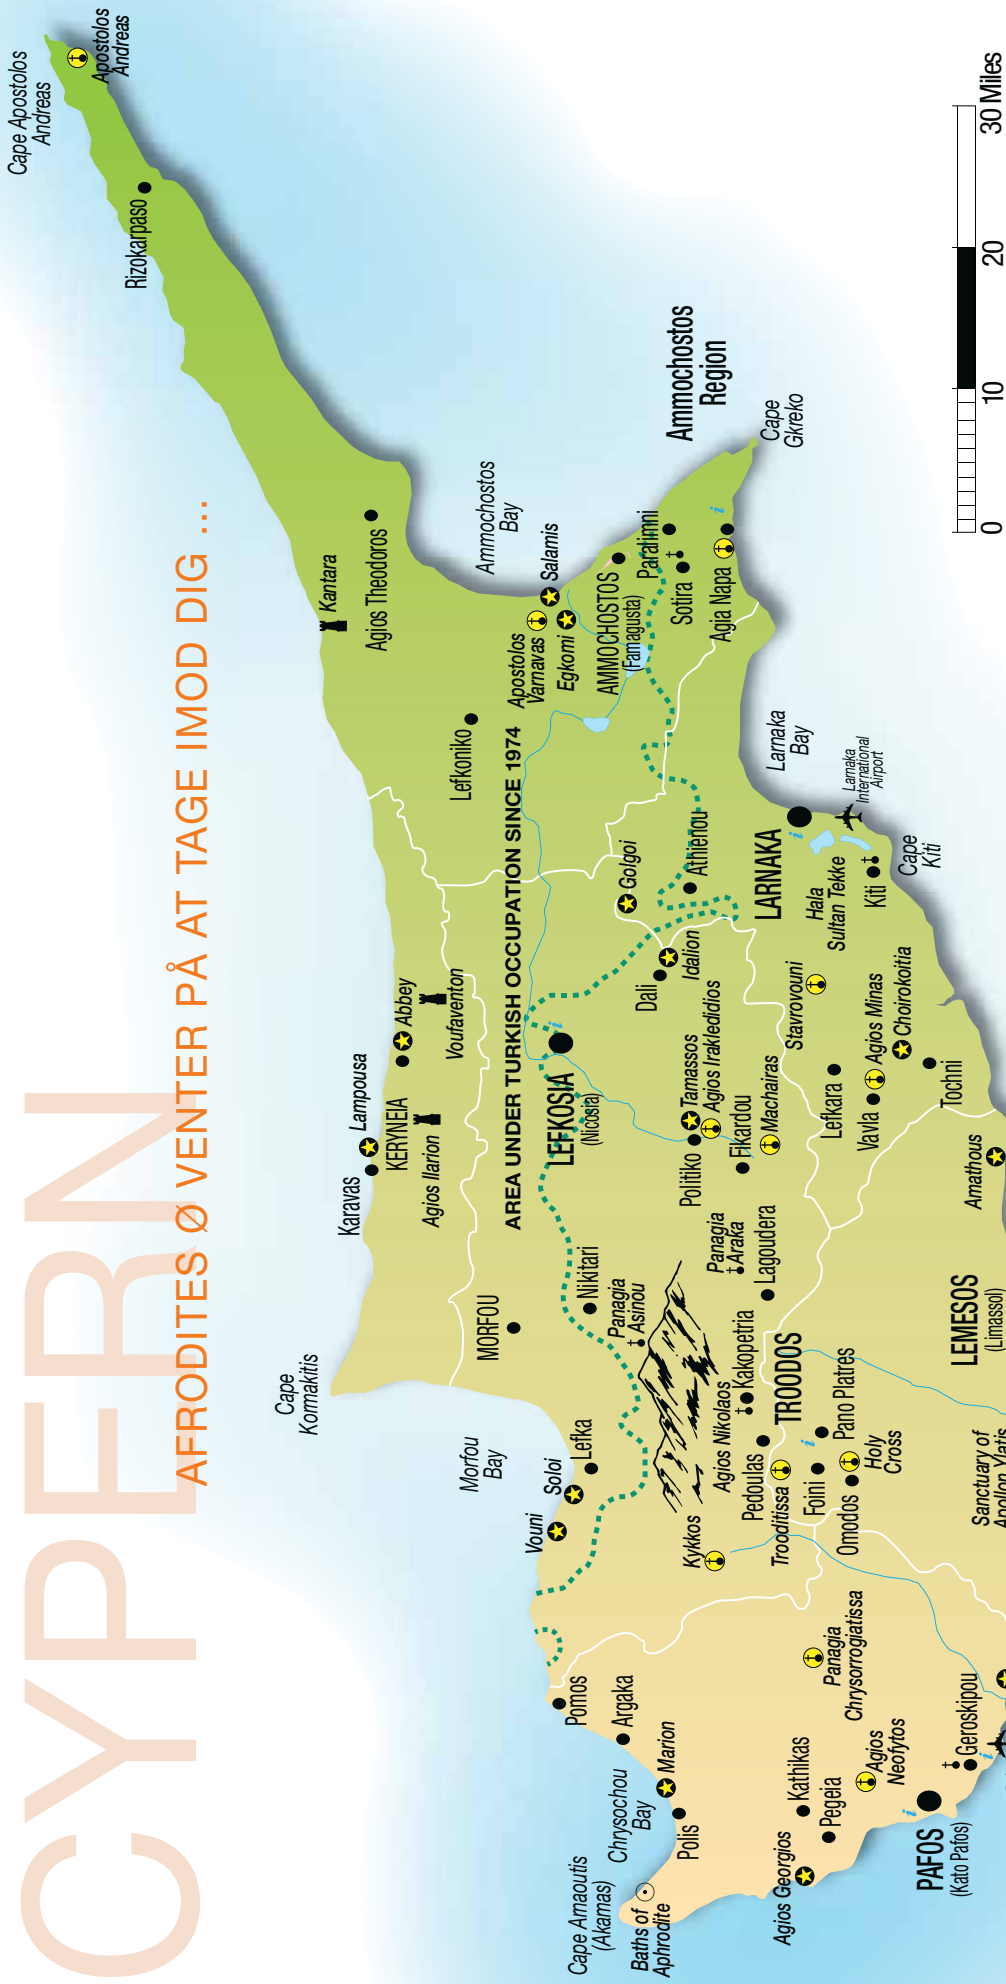 CYPERN
AFRODITES Ø VENTER PÅ AT TAGE IMOD DIG ...
Cape Apostolos
Andreas
Apostolos
Andreas
Rizokarpaso
Kantara
Agios Theodoros
Ammochostos
Bay
Lefkoniko
Cape
Kormakitis
Karavas
Lampousa
KERYNEIA
Abbey
Agios Ilarion
Voufaventon
Morfou
Bay
MORFOU
AREA UNDER TURKISH OCCUPATION SINCE 1974
Apostolos
Varnavas
Salamis
Egkomi
AMMOCHOSTOS
(Famagusta)
Ammochostos
Region
Paralimni
Sotira
Agia Napa
Cape
Gkreko
Vouni
Soloi
Lefka
Nikitari
Panagia
Asinou
LEFKOSIA
(Nicosia)
Golgoi
Athienou
Dali
Idalion
Larnaka
Bay
LARNAKA
Larnaka
International
Airport
Hala
Sultan Tekke
Kiti
Cape
Kiti
Pomos
Argaka
Chrysochou
Bay
Marion
Polis
Cape Arnaoutis
(Akamas)
Baths of
Aphrodite
Kykkos
Agios Nikolaos
Kakopetria
Pedoulas
TROODOS
Trooditissa
Foini
Pano Platres
Omodos
Holy
Cross
Panagia
Araka
Lagoudera
Politiko
Tamassos
Agios Irakledidios
Fikardou
Machairas
Stavrovouni
Lefkara
Vavla
Agios Minas
Choirokoitia
Tochni
Amathous
LEMESOS
(Limassol)
Sanctuary of
Apollon Ylatis
Panagia
Chrysorrogiatissa
Kathikas
Pegeia
Agios Georgios
Agios
Neofytos
PAFOS
(Kato Pafos)
Geroskipou
0 10 20 30 Miles
i
i
i
i
i
i